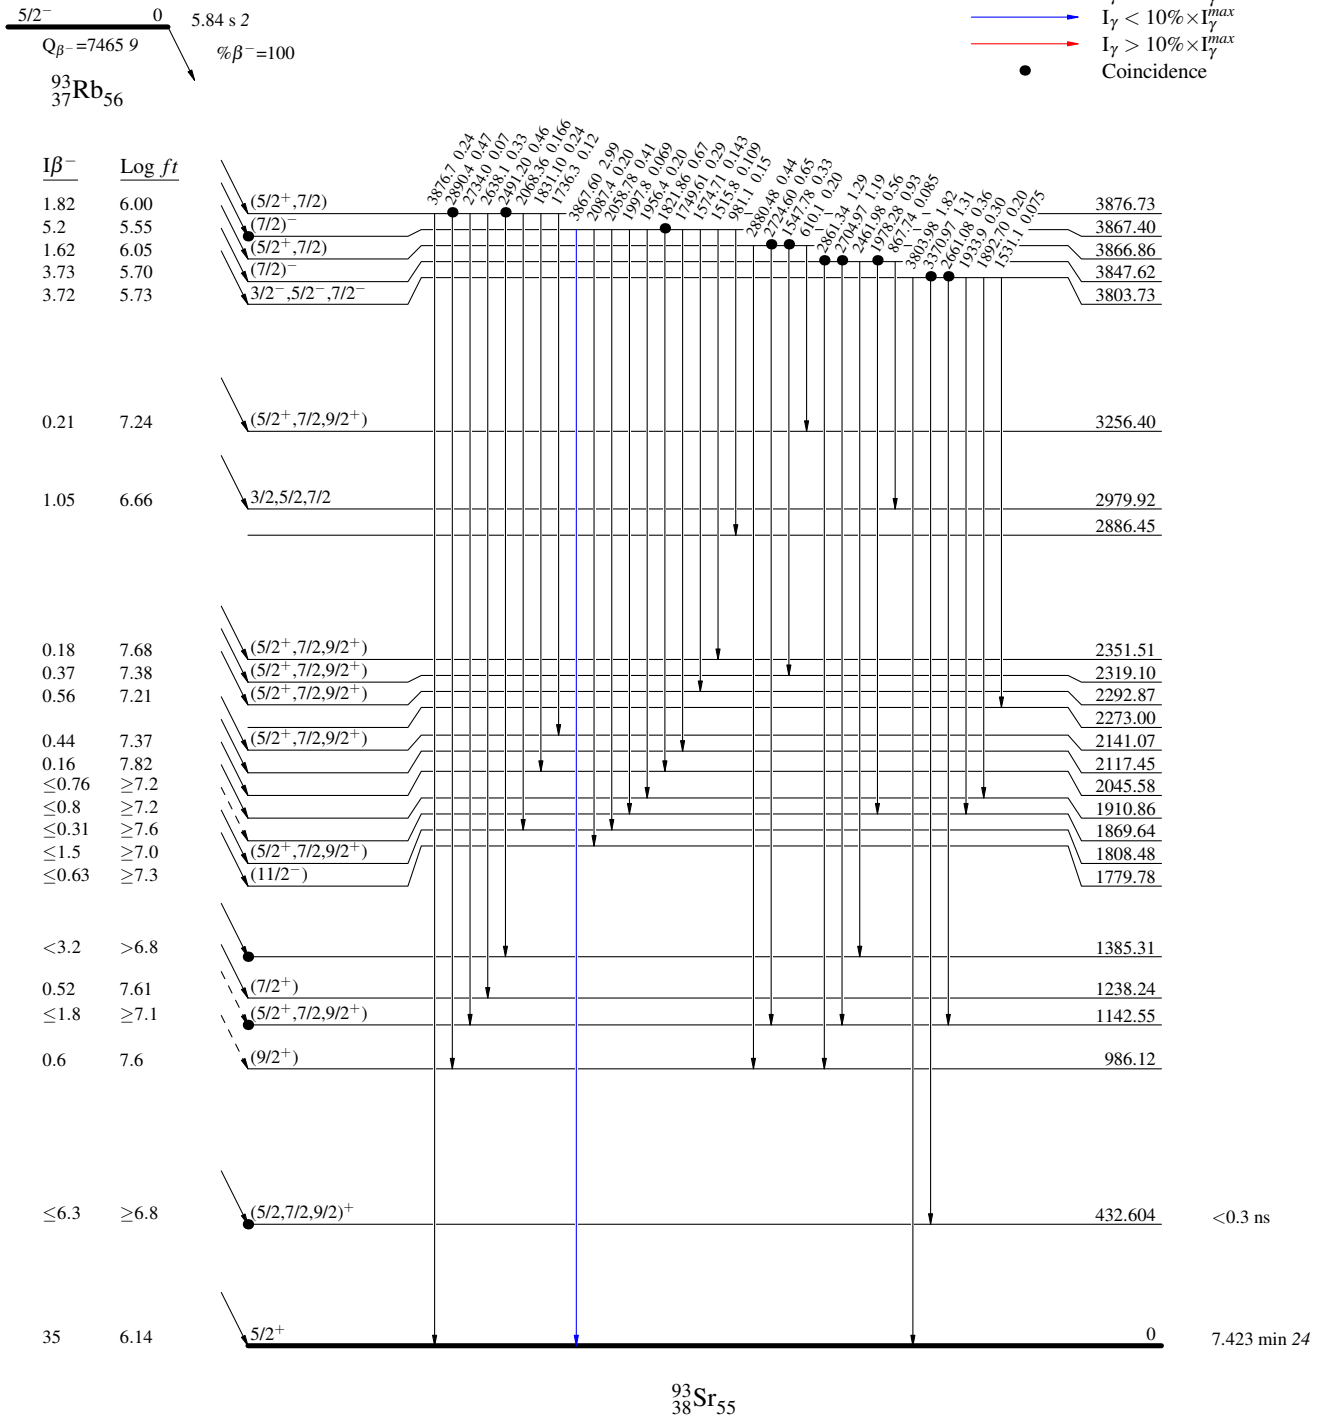 5/2⁻ 0 5.84 s 2
Qβ⁻=7465 9 %β⁻=100
⁹³₃₇Rb₅₆
Iγ < 10%×Iγᵐᵃˣ
Iγ > 10%×Iγᵐᵃˣ
Coincidence
Iβ⁻ Log ft
3876.7 0.24
2890.4 0.47
2734.0 0.07
2638.1 0.33
2491.20 0.46
2068.36 0.166
1831.10 0.24
1736.3 0.12
3867.60 2.99
2087.4 0.20
2058.78 0.41
1997.8 0.069
1956.4 0.20
1821.86 0.67
1749.61 0.29
1574.71 0.143
1515.8 0.109
981.1 0.15
2880.48 0.44
2724.60 0.65
1547.78 0.33
610.1 0.20
2861.34 1.29
2704.97 1.19
2461.98 0.56
1978.28 0.93
867.74 0.085
3803.98 1.82
3370.97 1.31
2661.08 0.36
1933.9 0.30
1892.70 0.20
1531.1 0.075
1.82 6.00 (5/2⁺,7/2) 3876.73
5.2 5.55 (7/2)⁻ 3867.40
1.62 6.05 (5/2⁺,7/2) 3866.86
3.73 5.70 (7/2)⁻ 3847.62
3.72 5.73 3/2⁻,5/2⁻,7/2⁻ 3803.73
0.21 7.24 (5/2⁺,7/2,9/2⁺) 3256.40
1.05 6.66 3/2,5/2,7/2 2979.92
2886.45
0.18 7.68 (5/2⁺,7/2,9/2⁺) 2351.51
0.37 7.38 (5/2⁺,7/2,9/2⁺) 2319.10
0.56 7.21 (5/2⁺,7/2,9/2⁺) 2292.87
2273.00
0.44 7.37 (5/2⁺,7/2,9/2⁺) 2141.07
0.16 7.82 2117.45
≤0.76 ≥7.2 2045.58
≤0.8 ≥7.2 1910.86
≤0.31 ≥7.6 1869.64
≤1.5 ≥7.0 (5/2⁺,7/2,9/2⁺) 1808.48
≤0.63 ≥7.3 (11/2⁻) 1779.78
<3.2 >6.8 1385.31
0.52 7.61 (7/2⁺) 1238.24
≤1.8 ≥7.1 (5/2⁺,7/2,9/2⁺) 1142.55
0.6 7.6 (9/2⁺) 986.12
≤6.3 ≥6.8 (5/2,7/2,9/2)⁺ 432.604 <0.3 ns
35 6.14 5/2⁺ 0 7.423 min 24
⁹³₃₈Sr₅₅